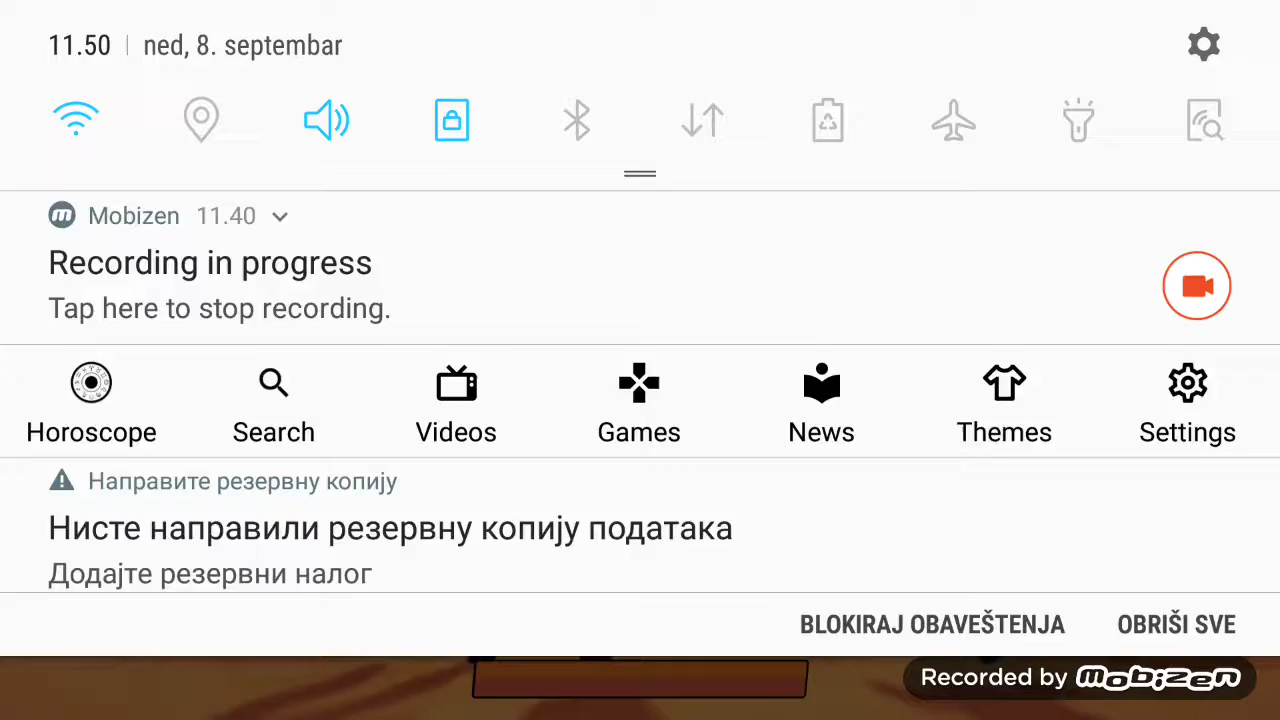 11.50 | ned, 8. septembar
Mobizen 11.40
Recording in progress
Tap here to stop recording.
Horoscope Search Videos Games News Themes Settings
Направите резервну копију
Нисте направили резервну копију података
Додајте резервни налог
BLOKIRAJ OBAVEŠTENJA OBRIŠI SVE
Recorded by mobizen